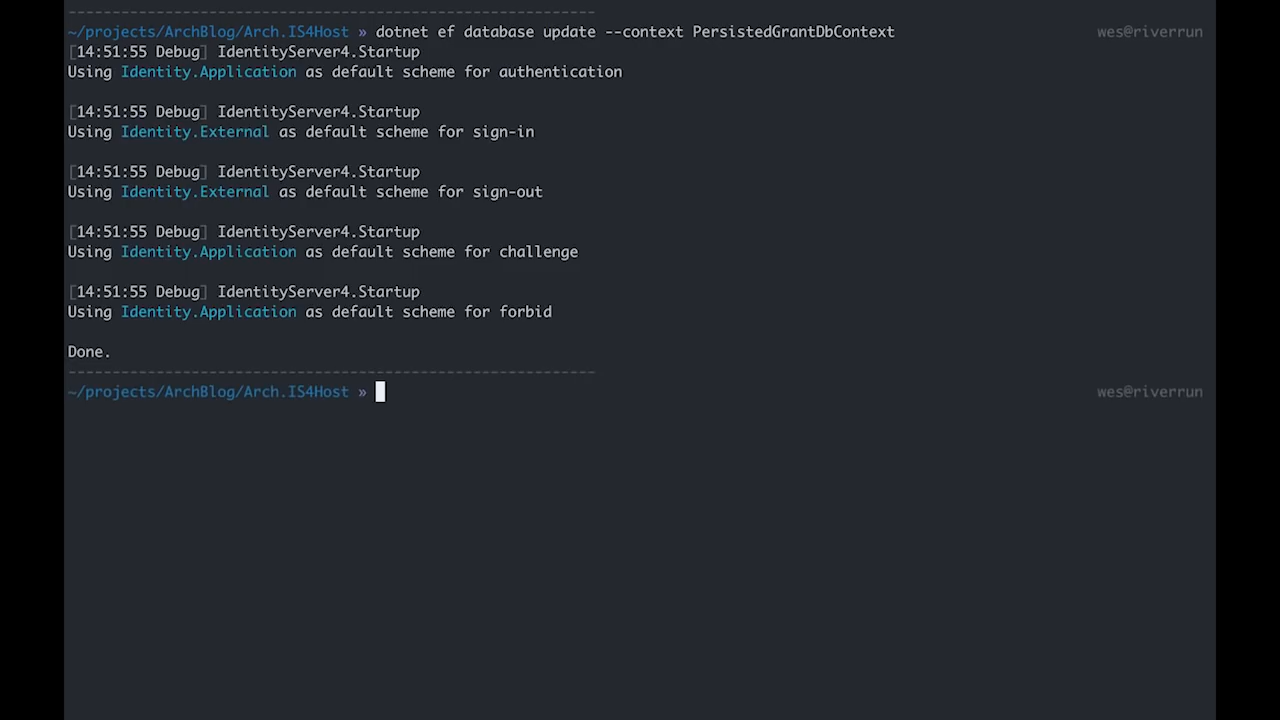 ~/projects/ArchBlog/Arch.IS4Host » dotnet ef database update --context PersistedGrantDbContext wes@riverrun
[14:51:55 Debug] IdentityServer4.Startup
Using Identity.Application as default scheme for authentication
[14:51:55 Debug] IdentityServer4.Startup
Using Identity.External as default scheme for sign-in
[14:51:55 Debug] IdentityServer4.Startup
Using Identity.External as default scheme for sign-out
[14:51:55 Debug] IdentityServer4.Startup
Using Identity.Application as default scheme for challenge
[14:51:55 Debug] IdentityServer4.Startup
Using Identity.Application as default scheme for forbid
Done.
~/projects/ArchBlog/Arch.IS4Host » wes@riverrun